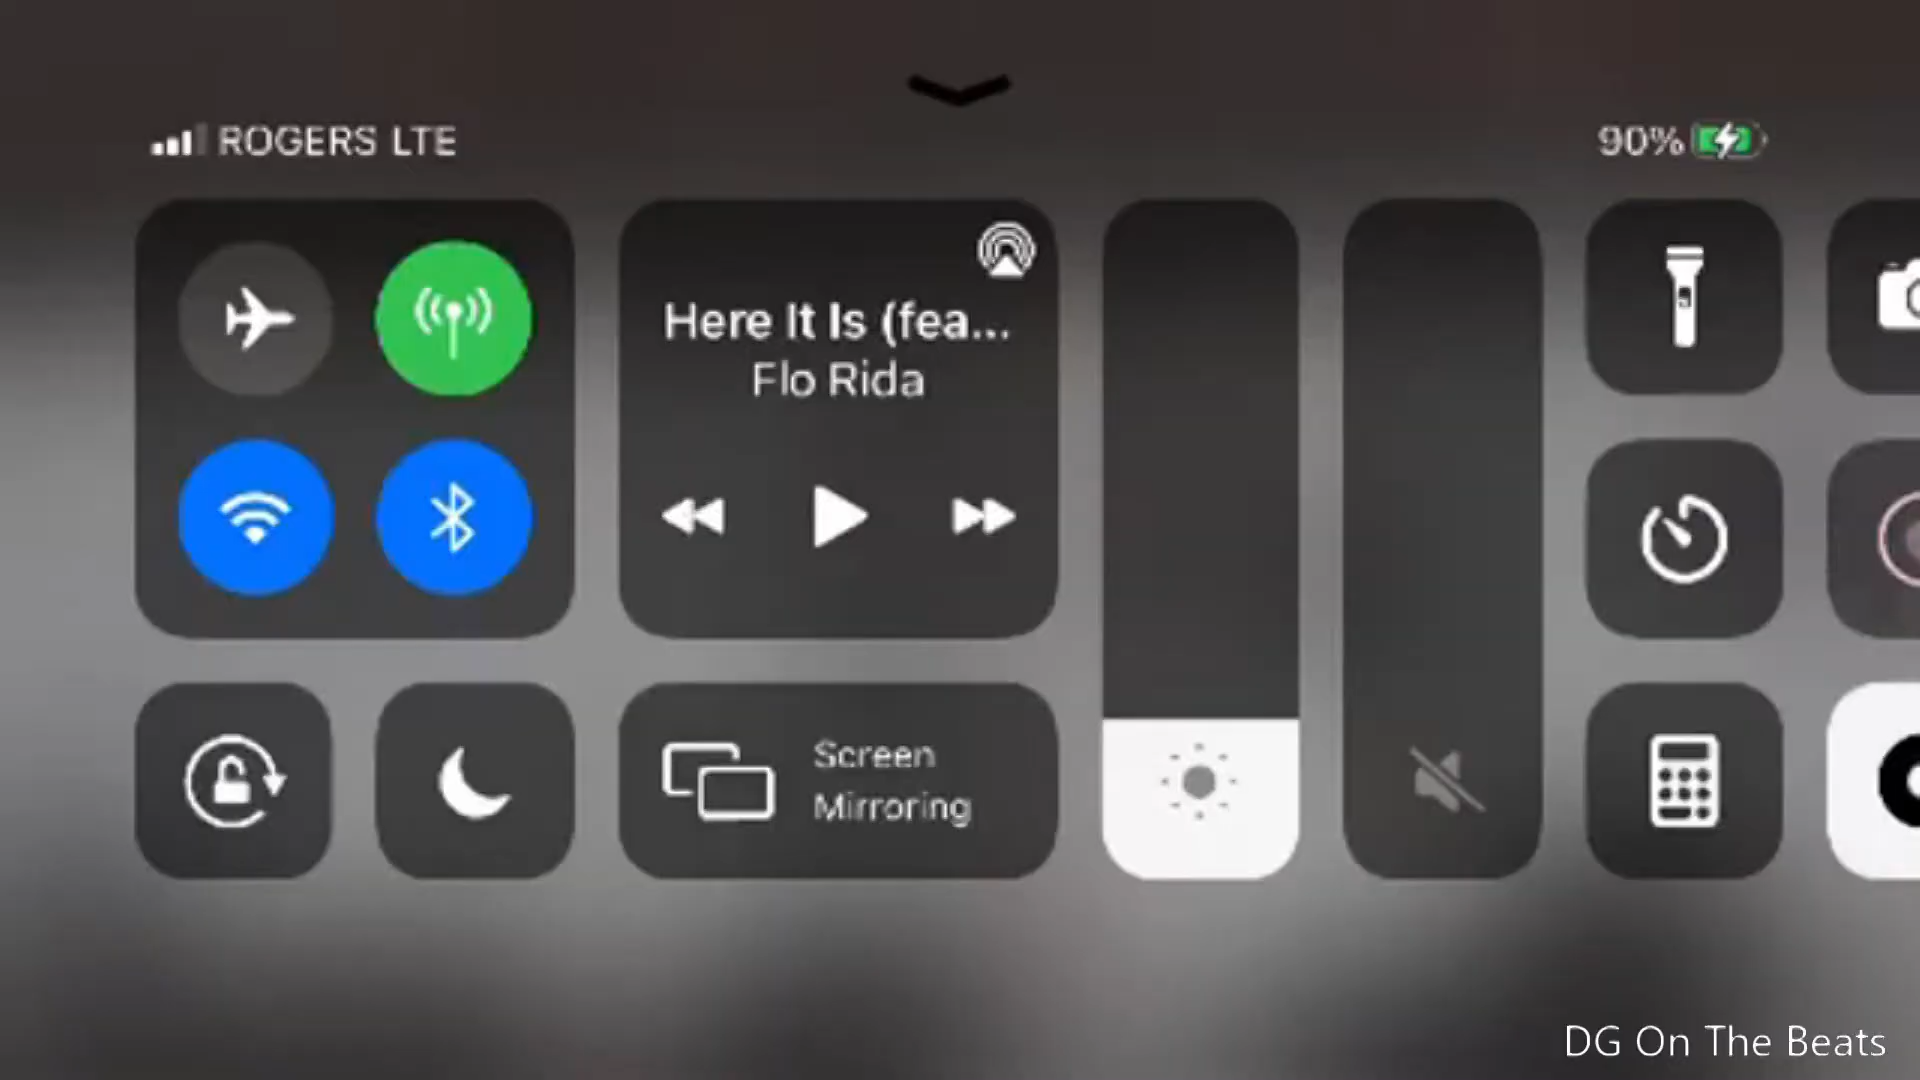 ROGERS LTE
90%
Here It Is (fea...
Flo Rida
Screen
Mirroring
DG On The Beats